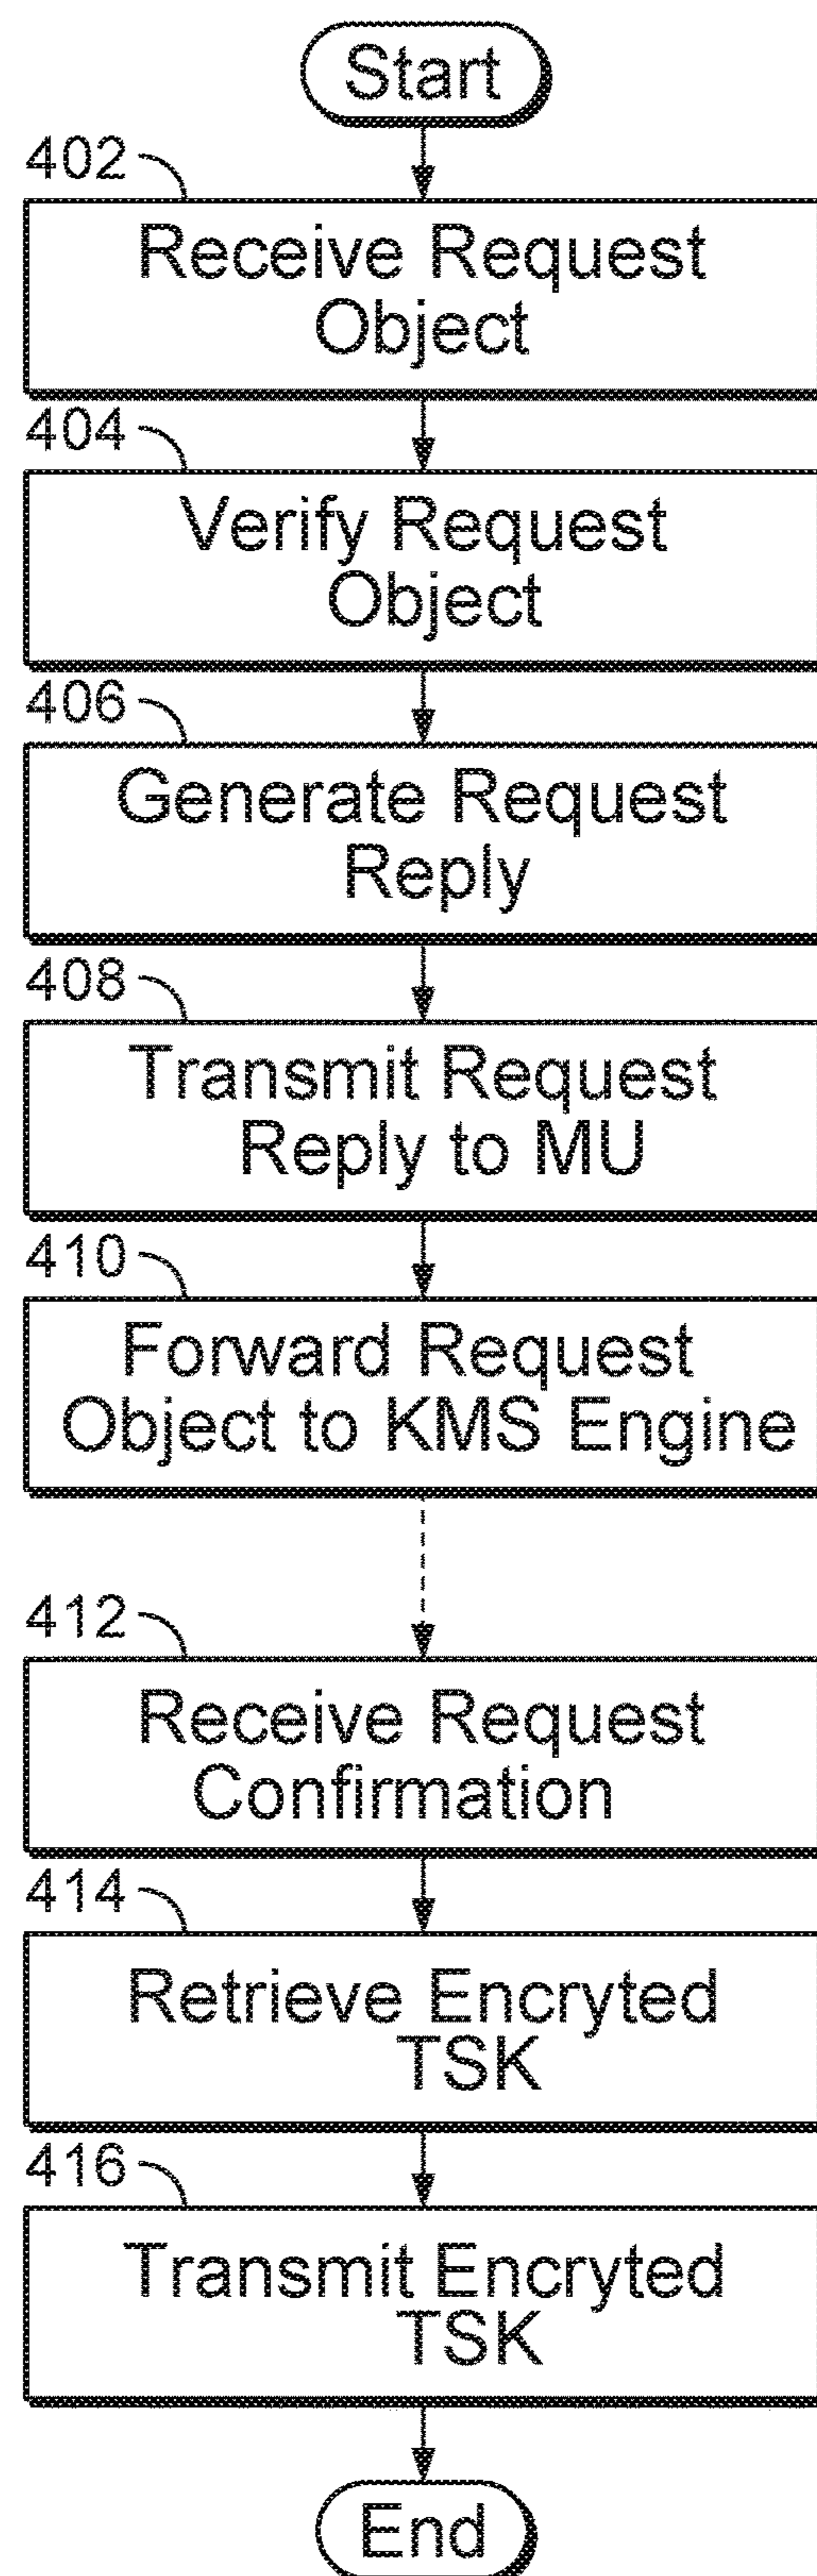 Start
402
Receive Request
Object
404
Verify Request
Object
406
Generate Request
Reply
408
Transmit Request
Reply to MU
410
Forward Request
Object to KMS Engine
412
Receive Request
Confirmation
414
Retrieve Encryted
TSK
416
Transmit Encryted
TSK
End